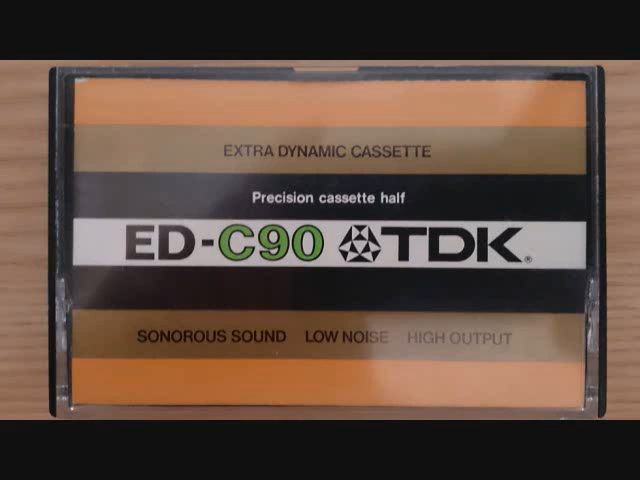 EXTRA DYNAMIC CASSETTE
Precision cassette half
ED-C90 TDK®
SONOROUS SOUND LOW NOISE HIGH OUTPUT